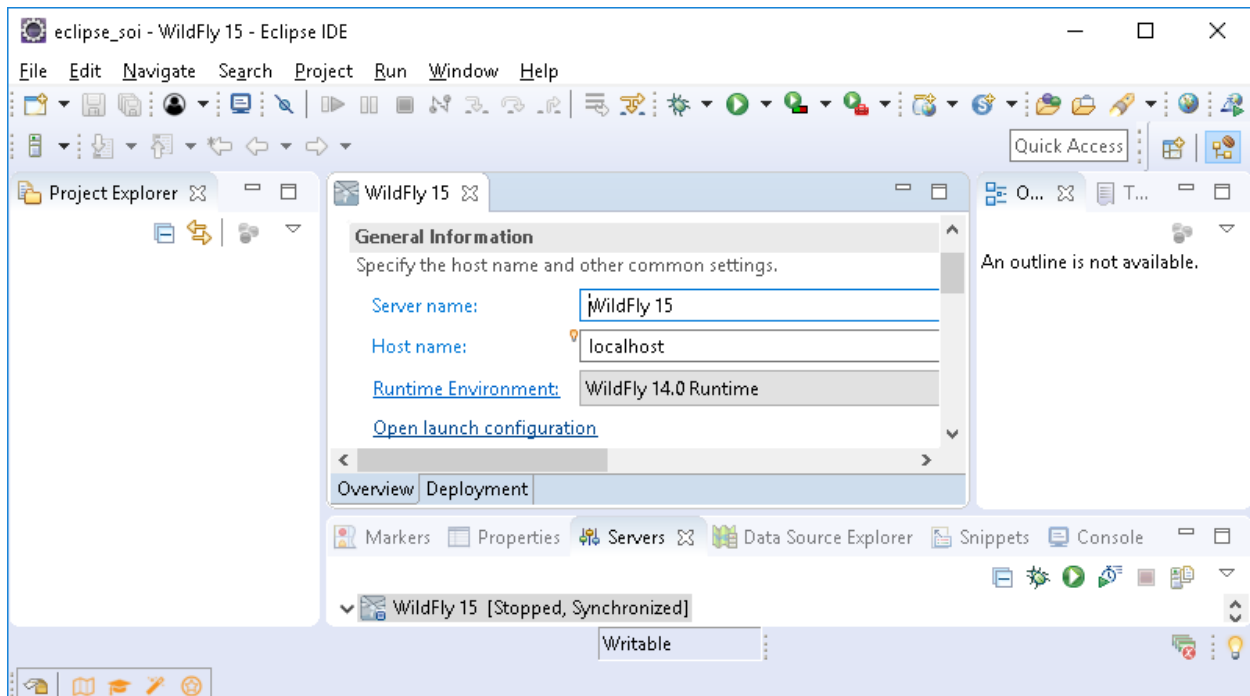 eclipse_soi - WildFly 15 - Eclipse IDE
File Edit Navigate Search Project Run Window Help
Quick Access
Project Explorer
WildFly 15
O... T...
General Information
Specify the host name and other common settings.
An outline is not available.
Server name: WildFly 15
Host name: localhost
Runtime Environment: WildFly 14.0 Runtime
Open launch configuration
Overview Deployment
Markers Properties Servers Data Source Explorer Snippets Console
WildFly 15 [Stopped, Synchronized]
Writable